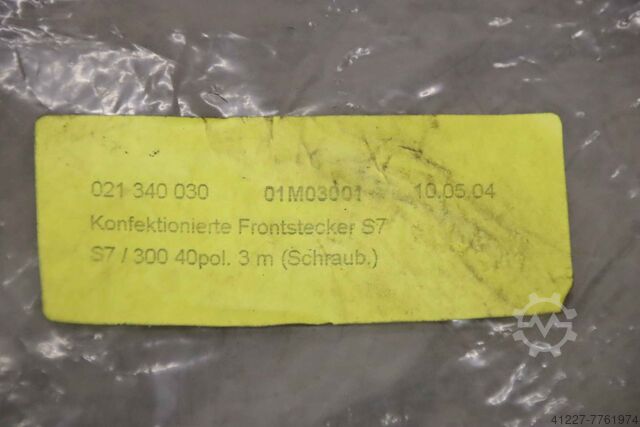 021 340 030 01M03001 10.05.04
Konfektionierte Frontstecker S7
S7 / 300 40pol. 3 m (Schraub.)
41227-7761974